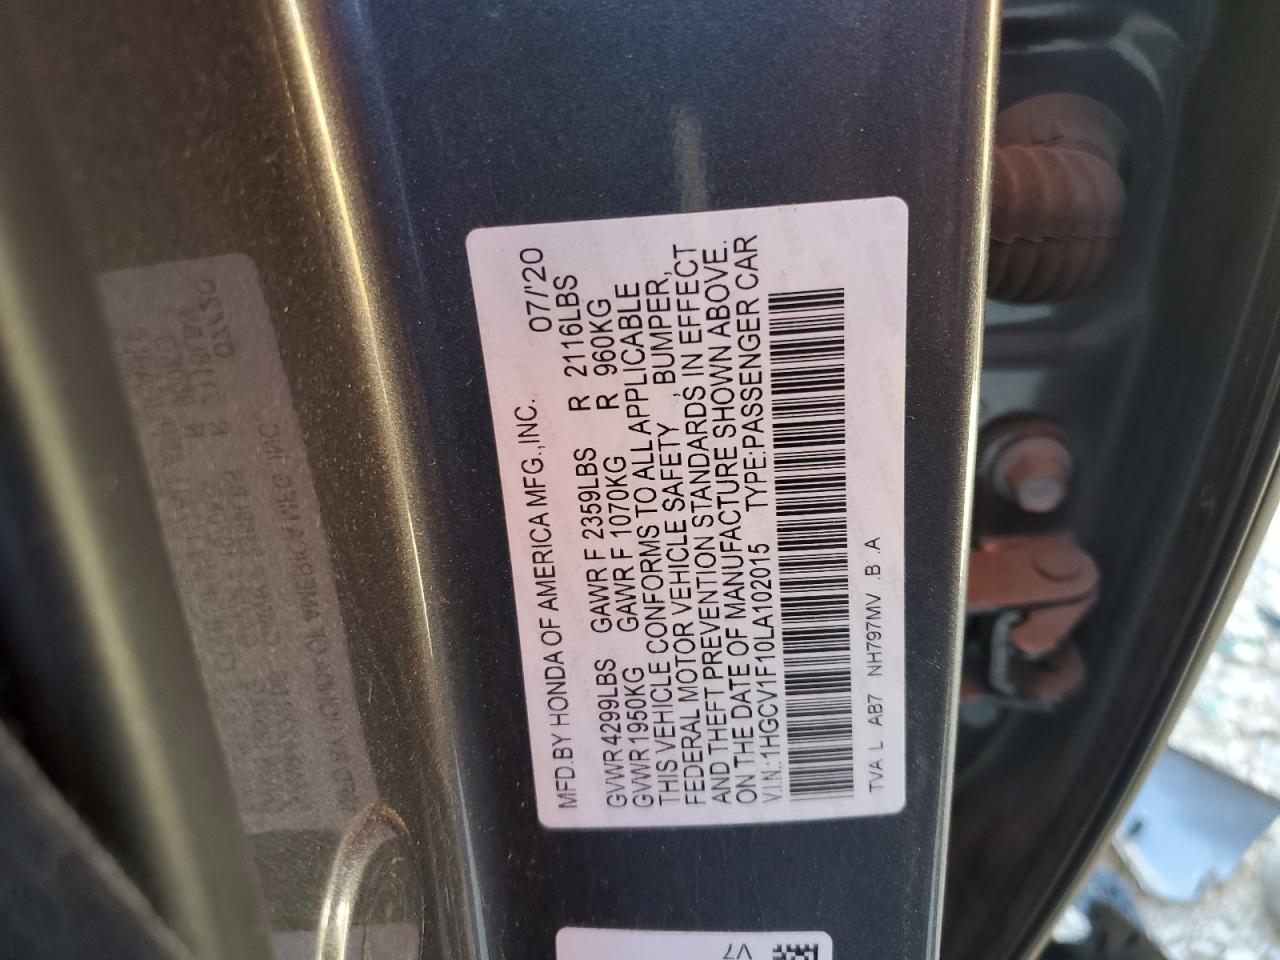 MFD.BY HONDA OF AMERICA MFG.,INC. 07/'20
GVWR 4299LBS GAWR F 2359LBS R 2116LBS
GVWR 1950KG GAWR F 1070KG R 960KG
THIS VEHICLE CONFORMS TO ALL APPLICABLE
FEDERAL MOTOR VEHICLE SAFETY , BUMPER,
AND THEFT PREVENTION STANDARDS, IN EFFECT
ON THE DATE OF MANUFACTURE SHOWN ABOVE.
V.I.N.: 1HGCV1F10LA102015 TYPE:PASSENGER CAR
TVA L AB7 NH797MV .B .A